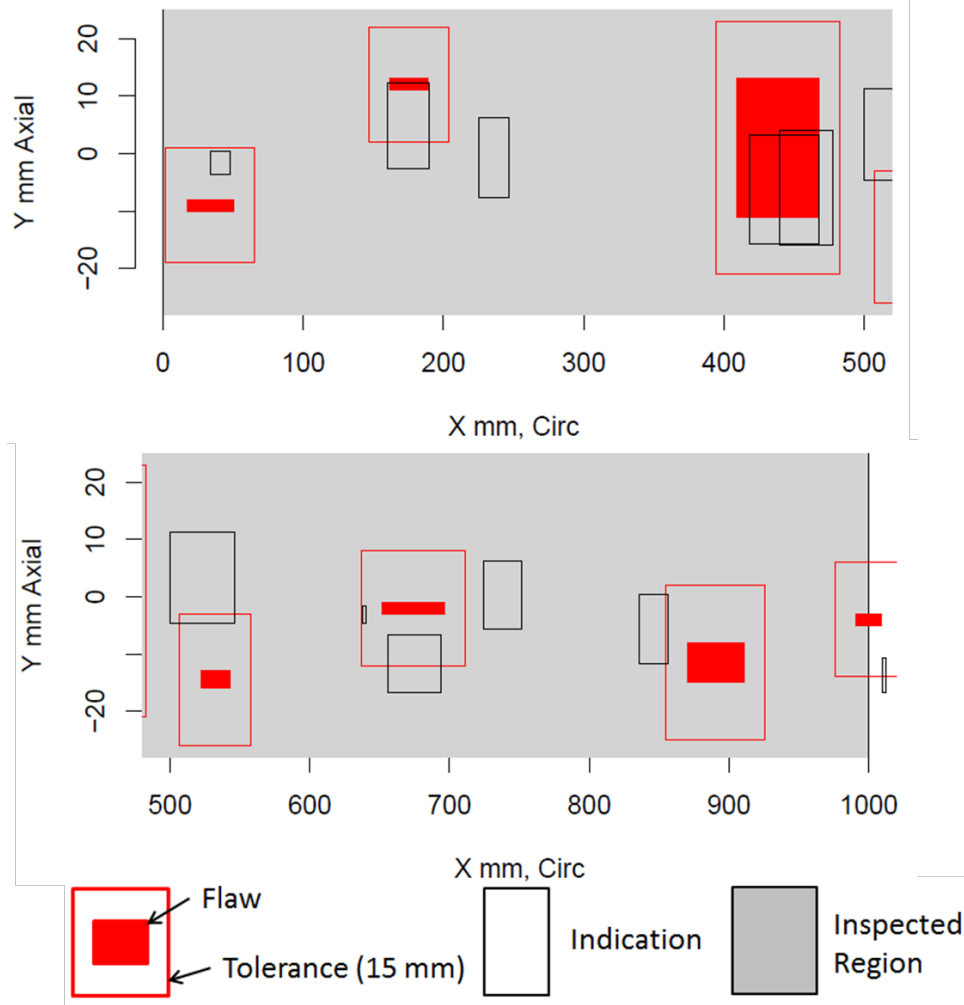 Y mm Axial
20
10
0
−20
0
100
200
300
400
500
X mm, Circ
Y mm Axial
20
10
0
−20
500
600
700
800
900
1000
X mm, Circ
Flaw
Tolerance (15 mm)
Indication
Inspected
Region